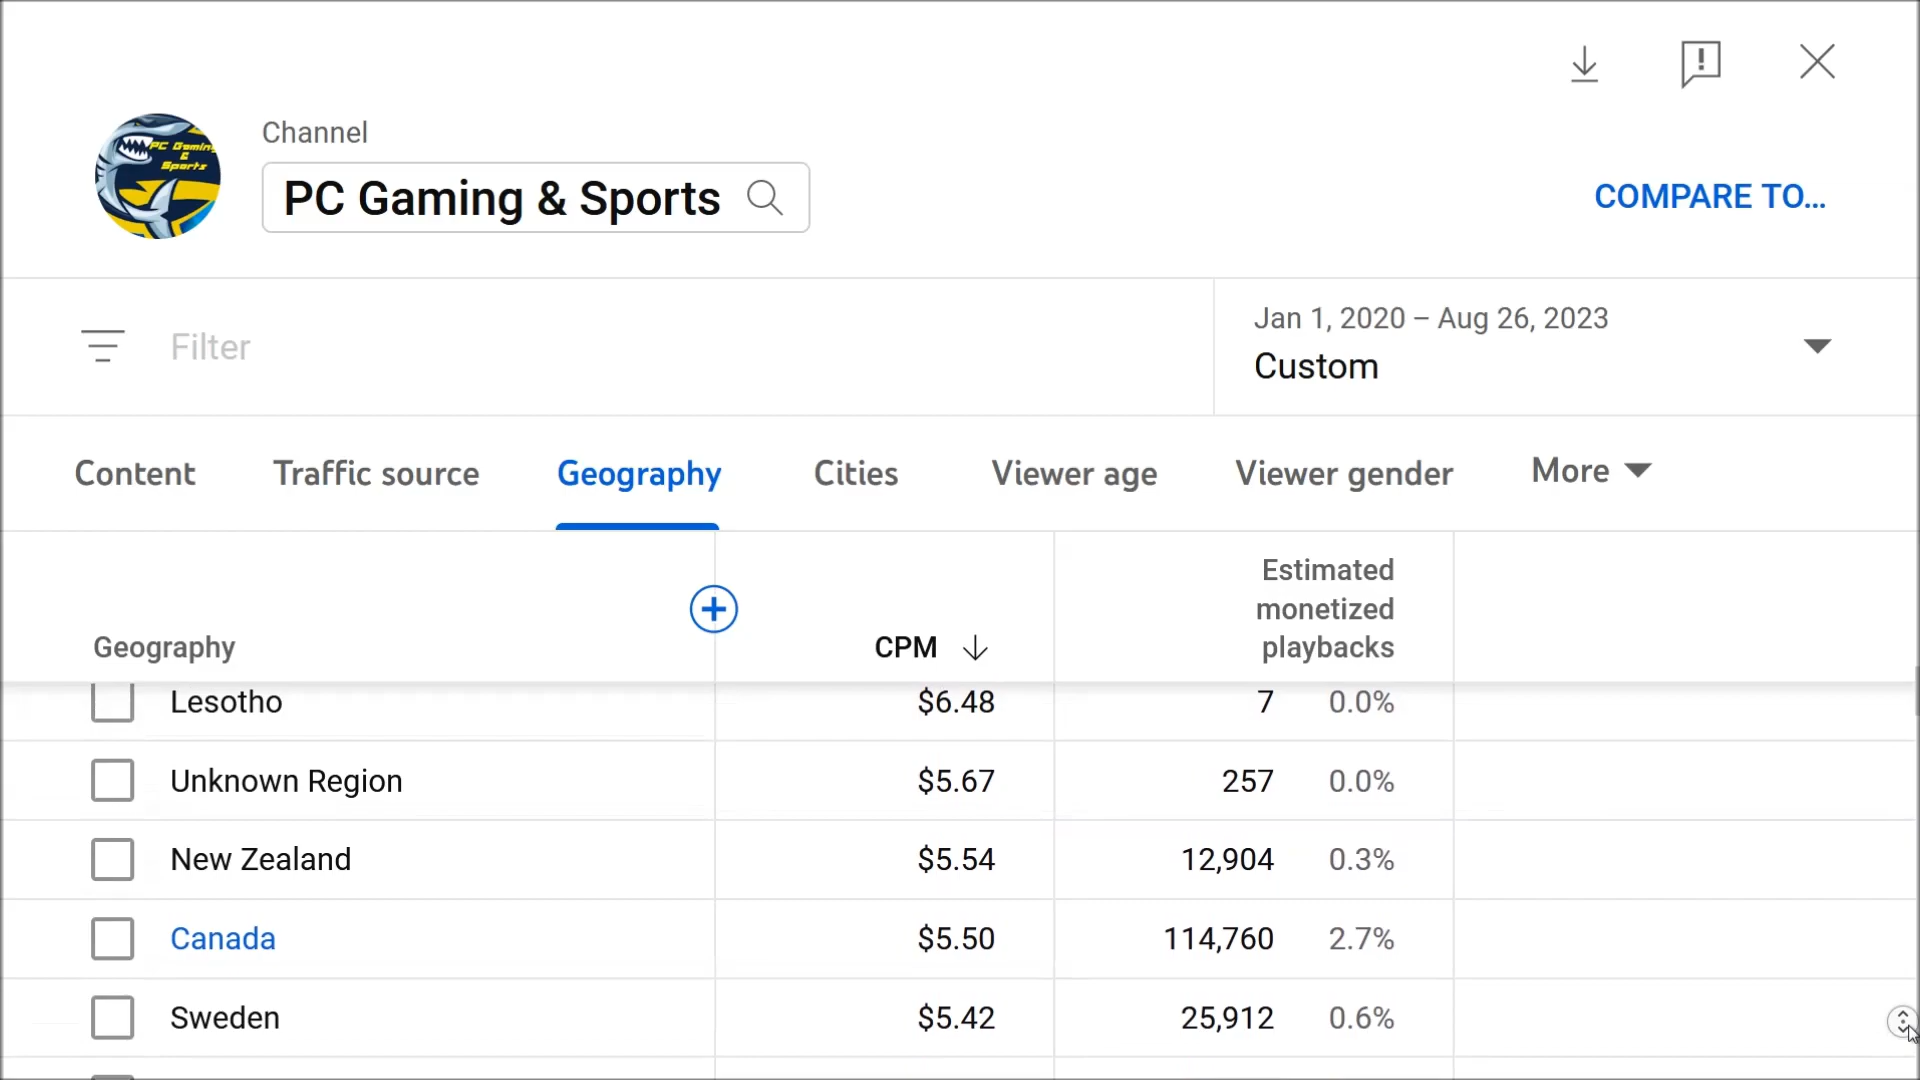 Channel
PC Gaming
&
Sports
PC Gaming & Sports
COMPARE TO...
Filter
Jan 1, 2020 – Aug 26, 2023
Custom
Content Traffic source Geography Cities Viewer age Viewer gender More
Geography CPM Estimated monetized playbacks
Lesotho $6.48 7 0.0%
Unknown Region $5.67 257 0.0%
New Zealand $5.54 12,904 0.3%
Canada $5.50 114,760 2.7%
Sweden $5.42 25,912 0.6%